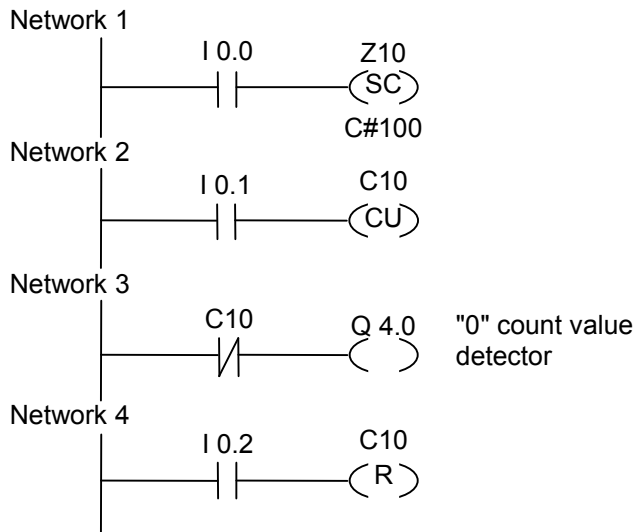 Network 1
I 0.0
Z10
SC
C#100
Network 2
I 0.1
C10
CU
Network 3
C10
Q 4.0
"0" count value
detector
Network 4
I 0.2
C10
R